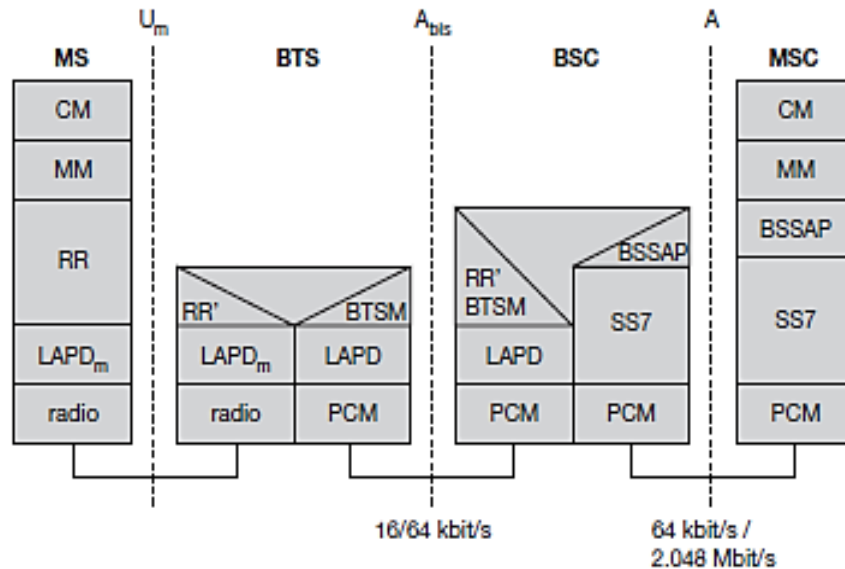 Um Abis A
MS BTS BSC MSC
CM CM
MM MM
RR BSSAP BSSAP
RR' BTSM RR' BTSM SS7 SS7
LAPDm LAPDm LAPD LAPD
radio radio PCM PCM PCM PCM
16/64 kbit/s 64 kbit/s /
2.048 Mbit/s